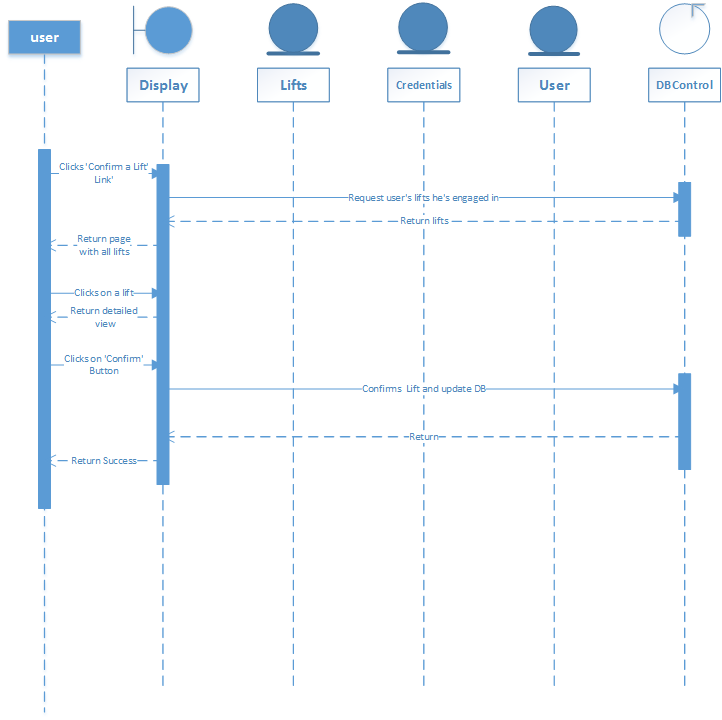 user
Display
Lifts
Credentials
User
DBControl
Clicks 'Confirm a Lift'
Link'
Request user's lifts he's engaged in
Return lifts
Return page
with all lifts
Clicks on a lift
Return detailed
view
Clicks on 'Confirm'
Button
Confirms Lift and update DB
Return
Return Success